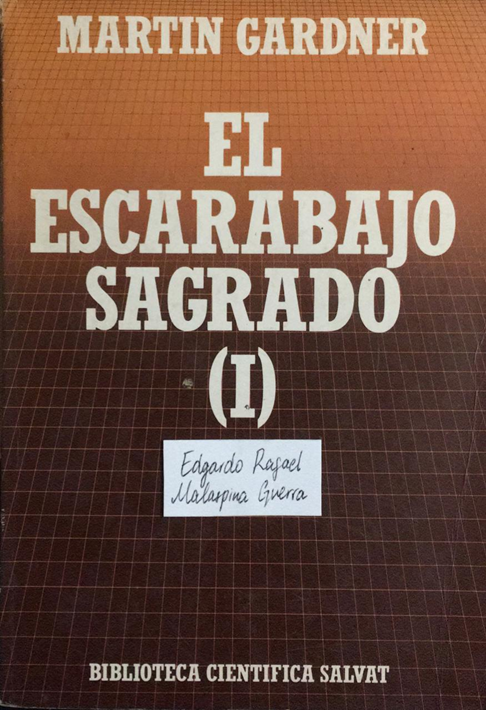 MARTIN GARDNER
EL
ESCARABAJO
SAGRADO
(I)
Edgardo Rafael
Malaspina Guerra
BIBLIOTECA CIENTIFICA SALVAT